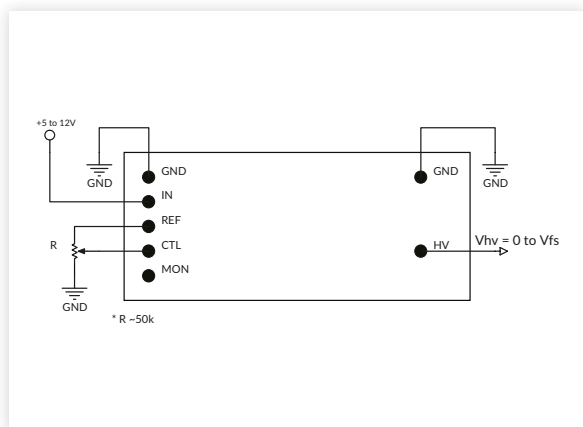 +5 to 12V
GND
GND
IN
REF
CTL
MON
R
GND
* R ~50k
GND
GND
HV
Vhv = 0 to Vfs